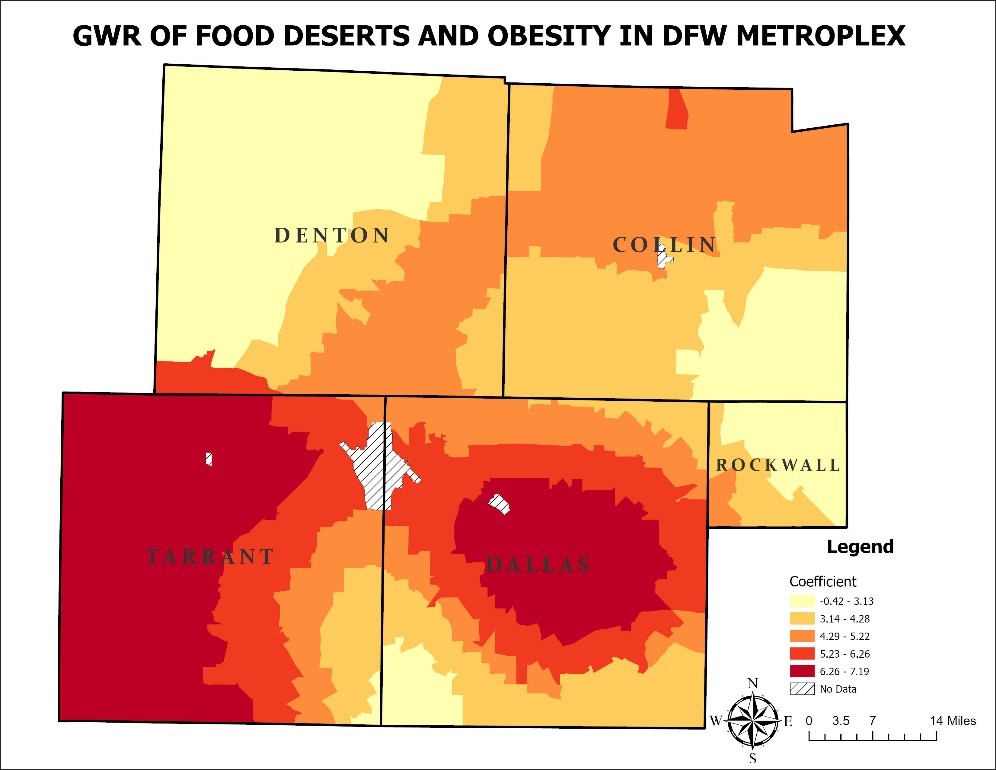 GWR OF FOOD DESERTS AND OBESITY IN DFW METROPLEX
DENTON
COLLIN
ROCKWALL
TARRANT
DALLAS
Legend
Coefficient
-0.42 - 3.13
3.14 - 4.28
4.29 - 5.22
5.23 - 6.26
6.26 - 7.19
No Data
N
W E
S
0 3.5 7 14 Miles